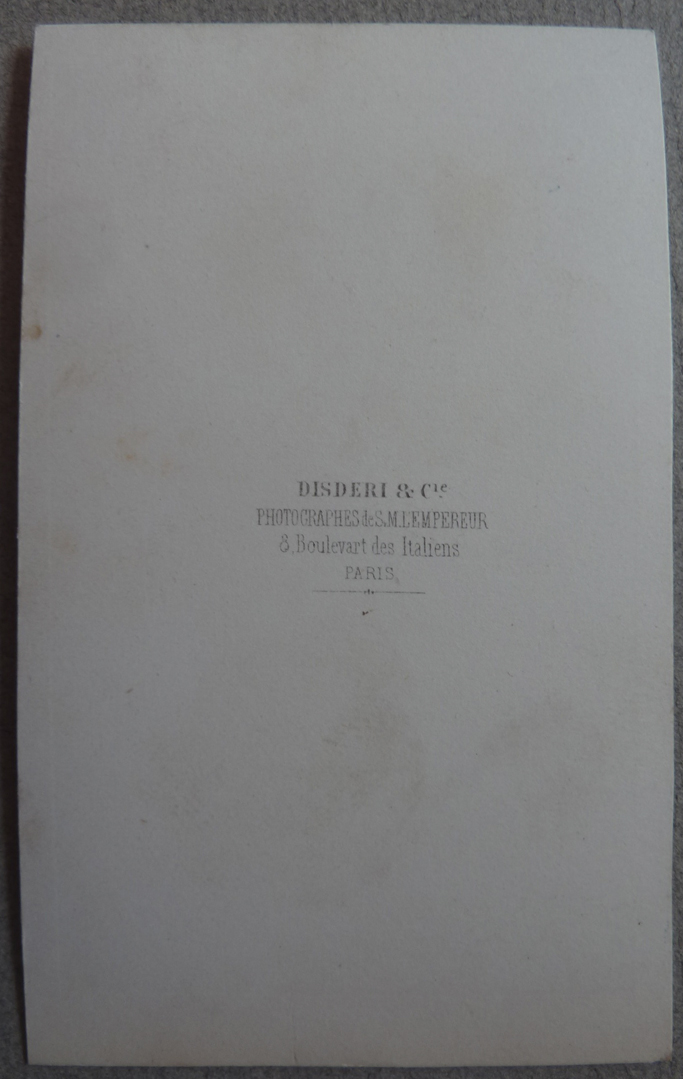 DISDERI & Cie
PHOTOGRAPHES de S.M. L'EMPEREUR
8, Boulevart des Italiens
PARIS